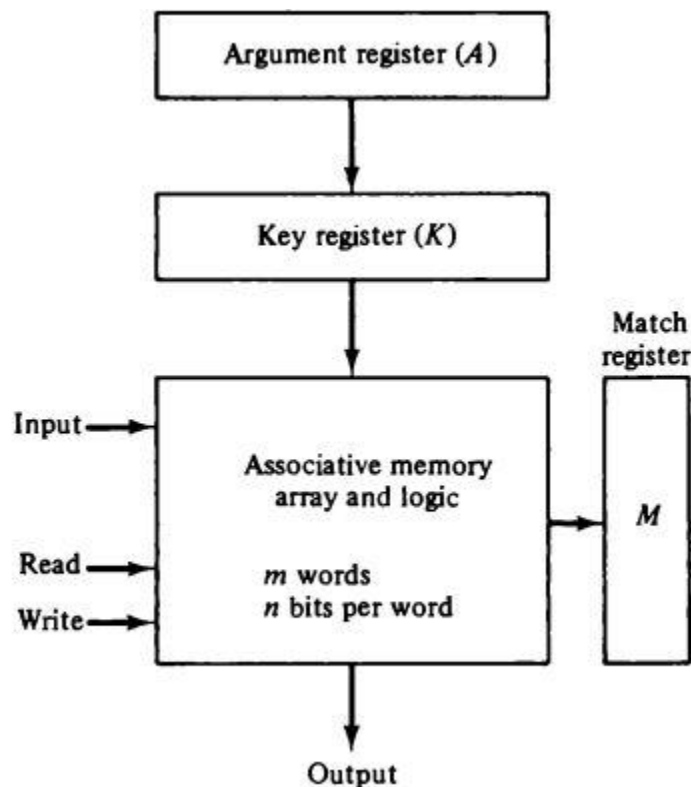 Argument register (A)
Key register (K)
Match
register
Input
Associative memory
array and logic
M
Read
m words
n bits per word
Write
Output